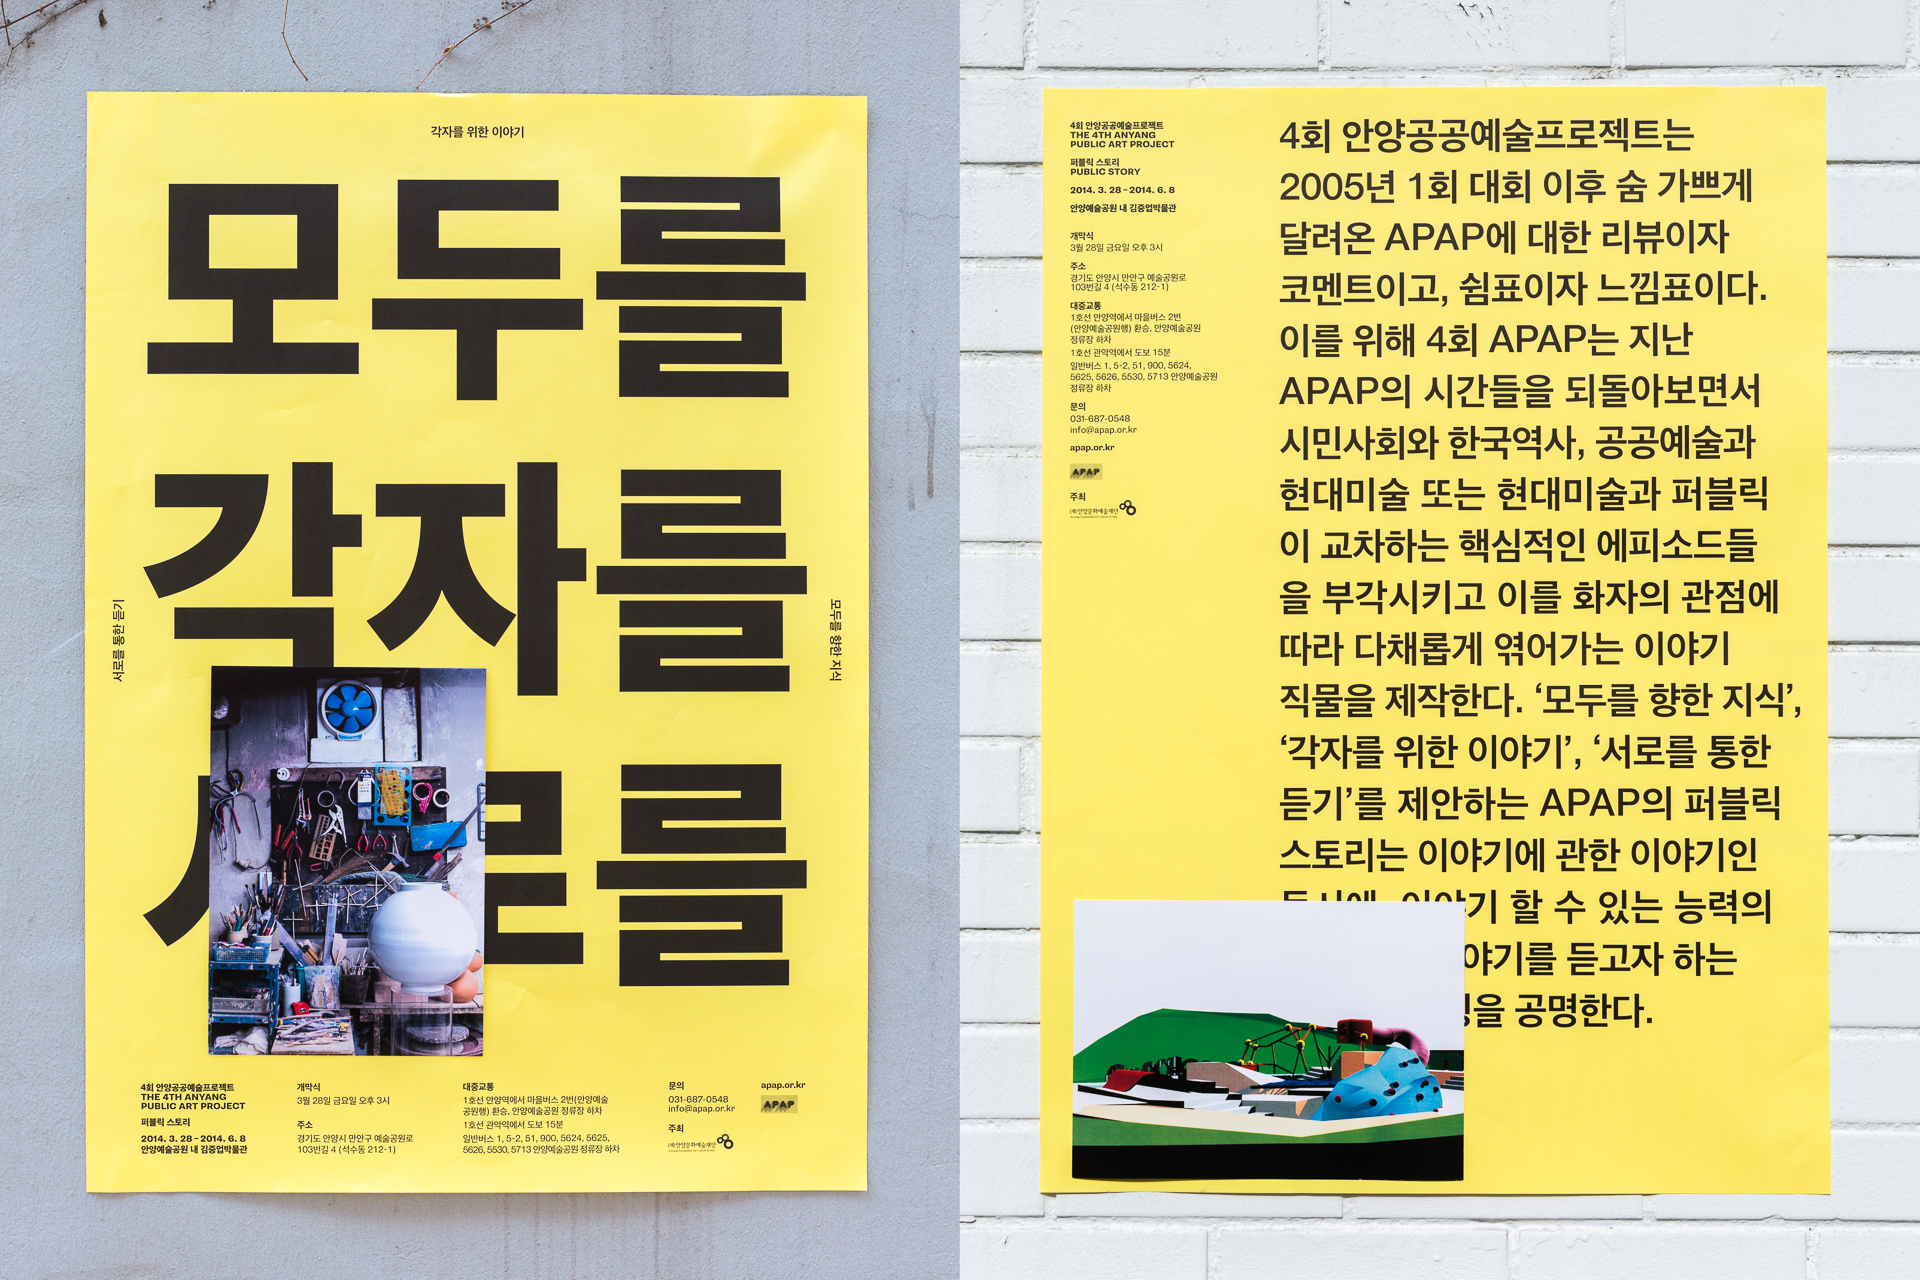 각자를 위한 이야기
모두를
각자를
로를
서로를 통한 듣기
모두를 향한 지식
4회 안양공공예술프로젝트
THE 4TH ANYANG
PUBLIC ART PROJECT
퍼블릭 스토리
2014. 3. 28 – 2014. 6. 8
안양예술공원 내 김중업박물관
개막식
3월 28일 금요일 오후 3시
주소
경기도 안양시 만안구 예술공원로
103번길 4 (석수동 212-1)
대중교통
1호선 안양역에서 마을버스 2번(안양예술
공원행) 환승, 안양예술공원 정류장 하차
1호선 관악역에서 도보 15분
일반버스 1, 5-2, 51, 900, 5624, 5625,
5626, 5530, 5713 안양예술공원 정류장 하차
문의
031-687-0548
info@apap.or.kr
주최
(재)안양문화예술재단
apap.or.kr
APAP
4회 안양공공예술프로젝트
THE 4TH ANYANG
PUBLIC ART PROJECT
퍼블릭 스토리
PUBLIC STORY
2014. 3. 28 – 2014. 6. 8
안양예술공원 내 김중업박물관
개막식
3월 28일 금요일 오후 3시
주소
경기도 안양시 만안구 예술공원로
103번길 4 (석수동 212-1)
대중교통
1호선 안양역에서 마을버스 2번
(안양예술공원행) 환승, 안양예술공원
정류장 하차
1호선 관악역에서 도보 15분
일반버스 1, 5-2, 51, 900, 5624,
5625, 5626, 5530, 5713 안양예술공원
정류장 하차
문의
031-687-0548
info@apap.or.kr
apap.or.kr
APAP
주최
(재)안양문화예술재단
4회 안양공공예술프로젝트는
2005년 1회 대회 이후 숨 가쁘게
달려온 APAP에 대한 리뷰이자
코멘트이고, 쉼표이자 느낌표이다.
이를 위해 4회 APAP는 지난
APAP의 시간들을 되돌아보면서
시민사회와 한국역사, 공공예술과
현대미술 또는 현대미술과 퍼블릭
이 교차하는 핵심적인 에피소드들
을 부각시키고 이를 화자의 관점에
따라 다채롭게 엮어가는 이야기
직물을 제작한다. ‘모두를 향한 지식’,
‘각자를 위한 이야기’, ‘서로를 통한
듣기’를 제안하는 APAP의 퍼블릭
스토리는 이야기에 관한 이야기인
이야기 할 수 있는 능력의
야기를 듣고자 하는
을 공명한다.